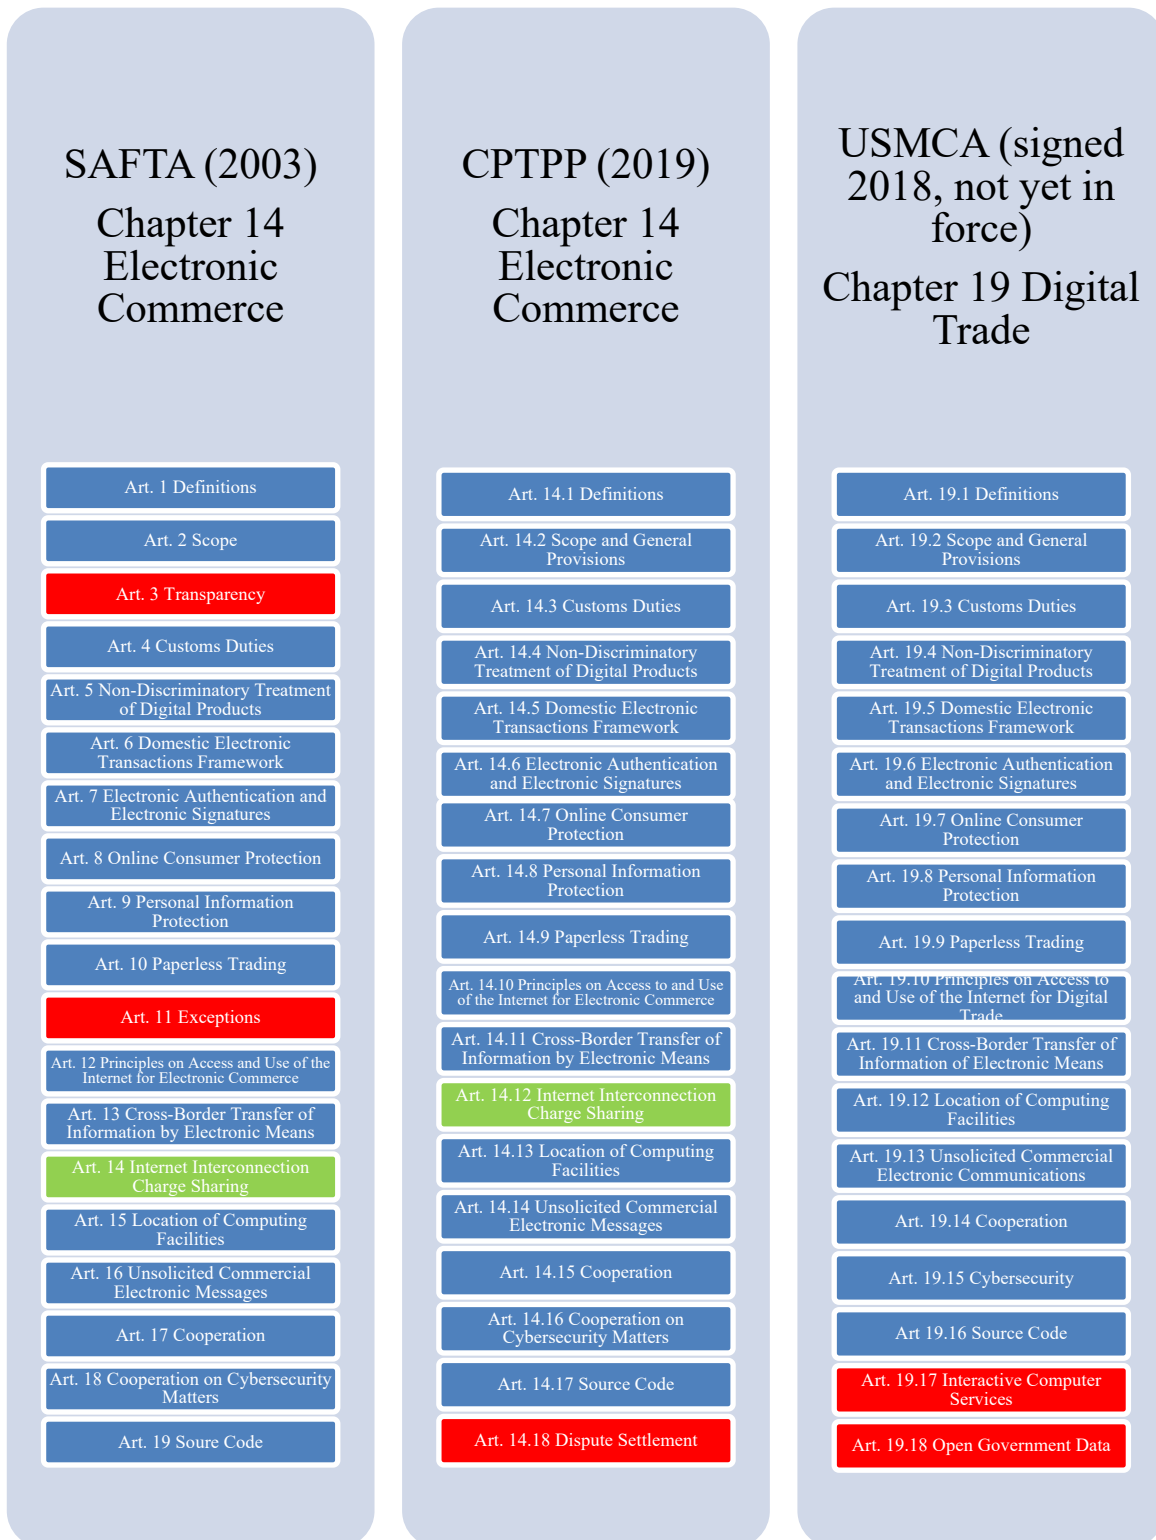 SAFTA (2003)
Chapter 14
Electronic
Commerce
Art. 1 Definitions
Art. 2 Scope
Art. 3 Transparency
Art. 4 Customs Duties
Art. 5 Non-Discriminatory Treatment
of Digital Products
Art. 6 Domestic Electronic
Transactions Framework
Art. 7 Electronic Authentication and
Electronic Signatures
Art. 8 Online Consumer Protection
Art. 9 Personal Information
Protection
Art. 10 Paperless Trading
Art. 11 Exceptions
Art. 12 Principles on Access and Use of the
Internet for Electronic Commerce
Art. 13 Cross-Border Transfer of
Information by Electronic Means
Art. 14 Internet Interconnection
Charge Sharing
Art. 15 Location of Computing
Facilities
Art. 16 Unsolicited Commercial
Electronic Messages
Art. 17 Cooperation
Art. 18 Cooperation on Cybersecurity
Matters
Art. 19 Soure Code
CPTPP (2019)
Chapter 14
Electronic
Commerce
Art. 14.1 Definitions
Art. 14.2 Scope and General
Provisions
Art. 14.3 Customs Duties
Art. 14.4 Non-Discriminatory
Treatment of Digital Products
Art. 14.5 Domestic Electronic
Transactions Framework
Art. 14.6 Electronic Authentication
and Electronic Signatures
Art. 14.7 Online Consumer
Protection
Art. 14.8 Personal Information
Protection
Art. 14.9 Paperless Trading
Art. 14.10 Principles on Access to and Use
of the Internet for Electronic Commerce
Art. 14.11 Cross-Border Transfer of
Information by Electronic Means
Art. 14.12 Internet Interconnection
Charge Sharing
Art. 14.13 Location of Computing
Facilities
Art. 14.14 Unsolicited Commercial
Electronic Messages
Art. 14.15 Cooperation
Art. 14.16 Cooperation on
Cybersecurity Matters
Art. 14.17 Source Code
Art. 14.18 Dispute Settlement
USMCA (signed
2018, not yet in
force)
Chapter 19 Digital
Trade
Art. 19.1 Definitions
Art. 19.2 Scope and General
Provisions
Art. 19.3 Customs Duties
Art. 19.4 Non-Discriminatory
Treatment of Digital Products
Art. 19.5 Domestic Electronic
Transactions Framework
Art. 19.6 Electronic Authentication
and Electronic Signatures
Art. 19.7 Online Consumer
Protection
Art. 19.8 Personal Information
Protection
Art. 19.9 Paperless Trading
Art. 19.10 Principles on Access to
and Use of the Internet for Digital
Trade
Art. 19.11 Cross-Border Transfer of
Information of Electronic Means
Art. 19.12 Location of Computing
Facilities
Art. 19.13 Unsolicited Commercial
Electronic Communications
Art. 19.14 Cooperation
Art. 19.15 Cybersecurity
Art 19.16 Source Code
Art. 19.17 Interactive Computer
Services
Art. 19.18 Open Government Data